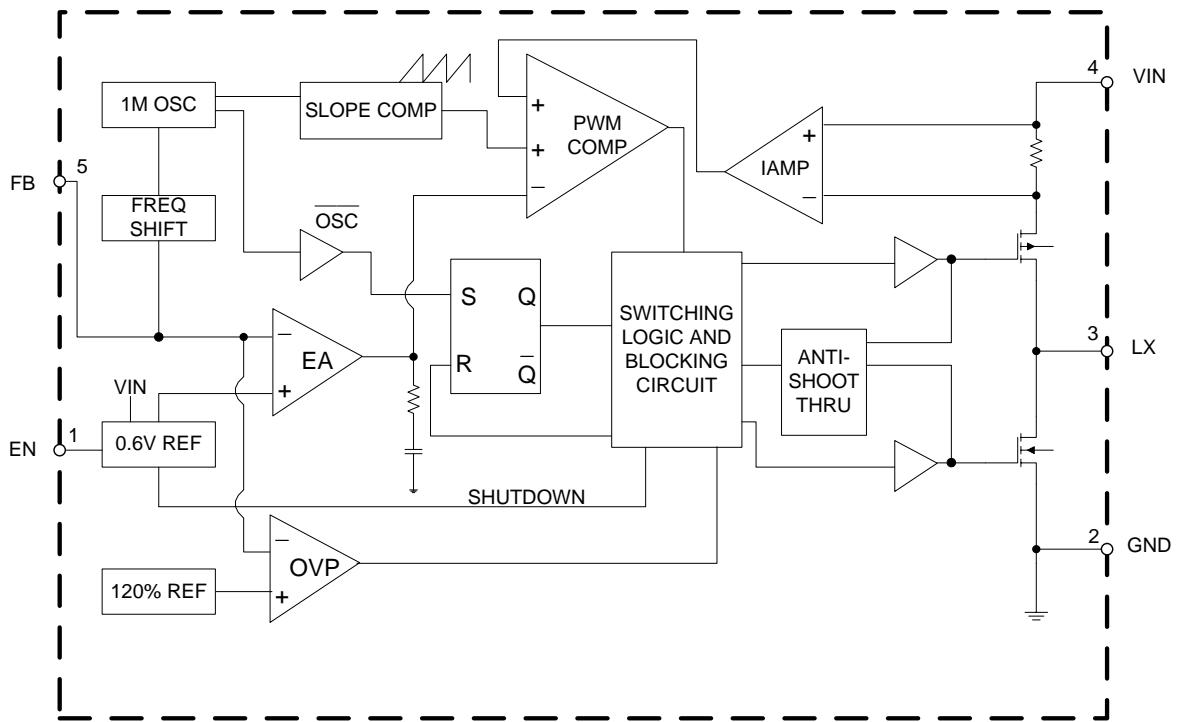 4
VIN
1M OSC
SLOPE COMP
+
+
−
PWM
COMP
+
−
IAMP
FB
5
FREQ
SHIFT
OSC
S
Q
R
Q
SWITCHING
LOGIC AND
BLOCKING
CIRCUIT
ANTI-
SHOOT
THRU
3
LX
−
+
EA
VIN
EN
1
0.6V REF
SHUTDOWN
−
+
OVP
120% REF
2
GND